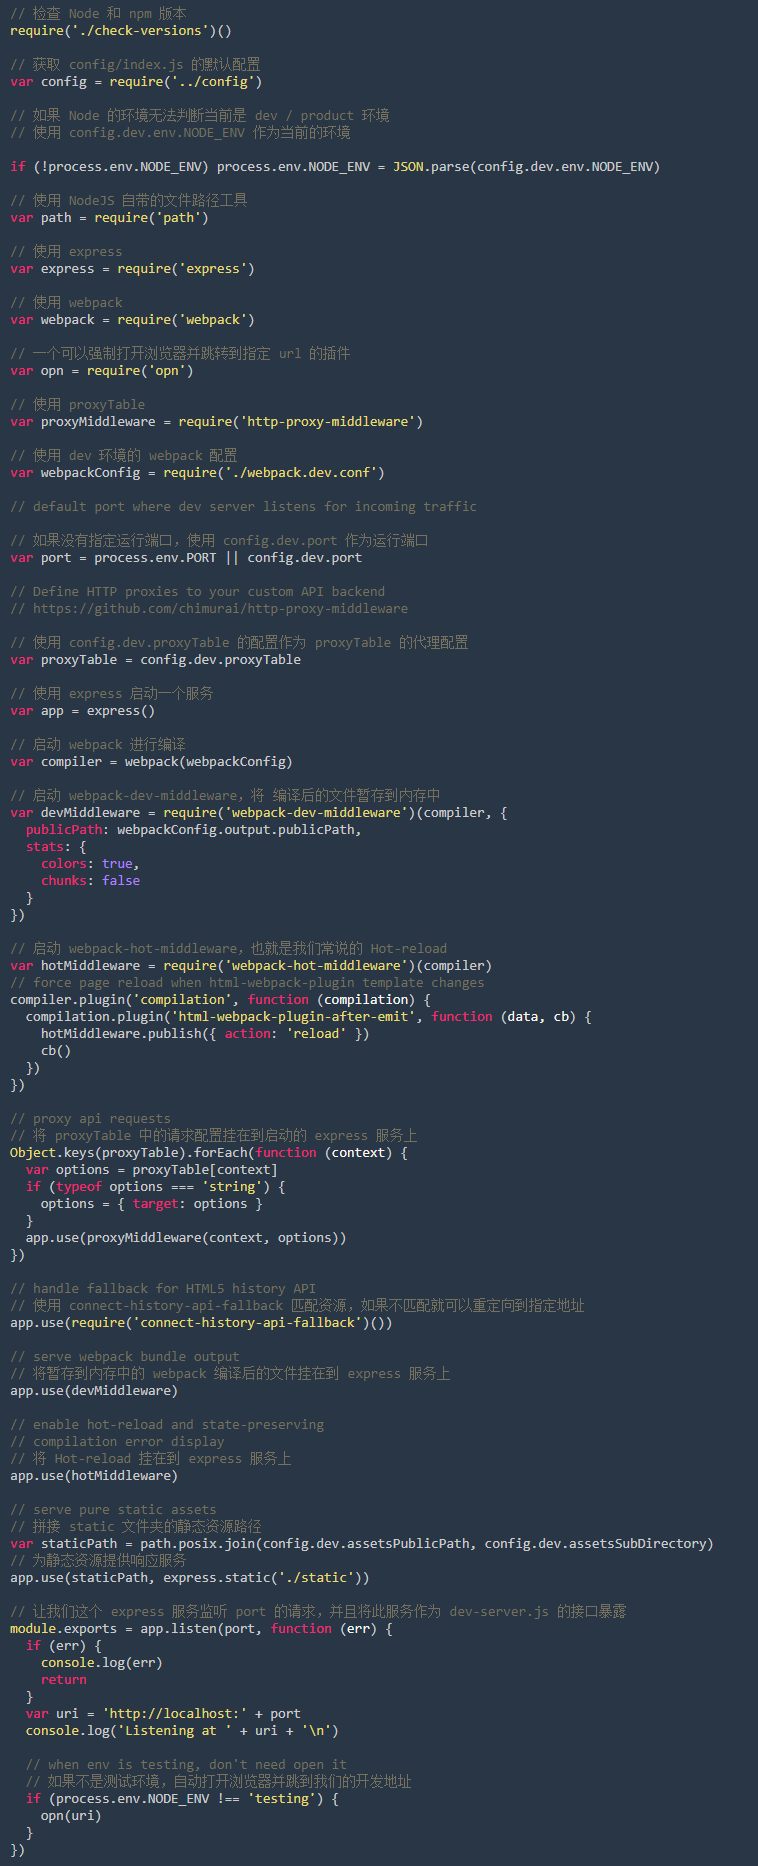 // 检查 Node 和 npm 版本
require('./check-versions')()
// 获取 config/index.js 的默认配置
var config = require('../config')
// 如果 Node 的环境无法判断当前是 dev / product 环境
// 使用 config.dev.env.NODE_ENV 作为当前的环境
if (!process.env.NODE_ENV) process.env.NODE_ENV = JSON.parse(config.dev.env.NODE_ENV)
// 使用 NodeJS 自带的文件路径工具
var path = require('path')
// 使用 express
var express = require('express')
// 使用 webpack
var webpack = require('webpack')
// 一个可以强制打开浏览器并跳转到指定 url 的插件
var opn = require('opn')
// 使用 proxyTable
var proxyMiddleware = require('http-proxy-middleware')
// 使用 dev 环境的 webpack 配置
var webpackConfig = require('./webpack.dev.conf')
// default port where dev server listens for incoming traffic
// 如果没有指定运行端口，使用 config.dev.port 作为运行端口
var port = process.env.PORT || config.dev.port
// Define HTTP proxies to your custom API backend
// https://github.com/chimurai/http-proxy-middleware
// 使用 config.dev.proxyTable 的配置作为 proxyTable 的代理配置
var proxyTable = config.dev.proxyTable
// 使用 express 启动一个服务
var app = express()
// 启动 webpack 进行编译
var compiler = webpack(webpackConfig)
// 启动 webpack-dev-middleware，将 编译后的文件暂存到内存中
var devMiddleware = require('webpack-dev-middleware')(compiler, {
  publicPath: webpackConfig.output.publicPath,
  stats: {
    colors: true,
    chunks: false
  }
})
// 启动 webpack-hot-middleware，也就是我们常说的 Hot-reload
var hotMiddleware = require('webpack-hot-middleware')(compiler)
// force page reload when html-webpack-plugin template changes
compiler.plugin('compilation', function (compilation) {
  compilation.plugin('html-webpack-plugin-after-emit', function (data, cb) {
    hotMiddleware.publish({ action: 'reload' })
    cb()
  })
})
// proxy api requests
// 将 proxyTable 中的请求配置挂在到启动的 express 服务上
Object.keys(proxyTable).forEach(function (context) {
  var options = proxyTable[context]
  if (typeof options === 'string') {
    options = { target: options }
  }
  app.use(proxyMiddleware(context, options))
})
// handle fallback for HTML5 history API
// 使用 connect-history-api-fallback 匹配资源，如果不匹配就可以重定向到指定地址
app.use(require('connect-history-api-fallback')())
// serve webpack bundle output
// 将暂存到内存中的 webpack 编译后的文件挂在到 express 服务上
app.use(devMiddleware)
// enable hot-reload and state-preserving
// compilation error display
// 将 Hot-reload 挂在到 express 服务上
app.use(hotMiddleware)
// serve pure static assets
// 拼接 static 文件夹的静态资源路径
var staticPath = path.posix.join(config.dev.assetsPublicPath, config.dev.assetsSubDirectory)
// 为静态资源提供响应服务
app.use(staticPath, express.static('./static'))
// 让我们这个 express 服务监听 port 的请求，并且将此服务作为 dev-server.js 的接口暴露
module.exports = app.listen(port, function (err) {
  if (err) {
    console.log(err)
    return
  }
  var uri = 'http://localhost:' + port
  console.log('Listening at ' + uri + '\n')
  // when env is testing, don't need open it
  // 如果不是测试环境，自动打开浏览器并跳到我们的开发地址
  if (process.env.NODE_ENV !== 'testing') {
    opn(uri)
  }
})